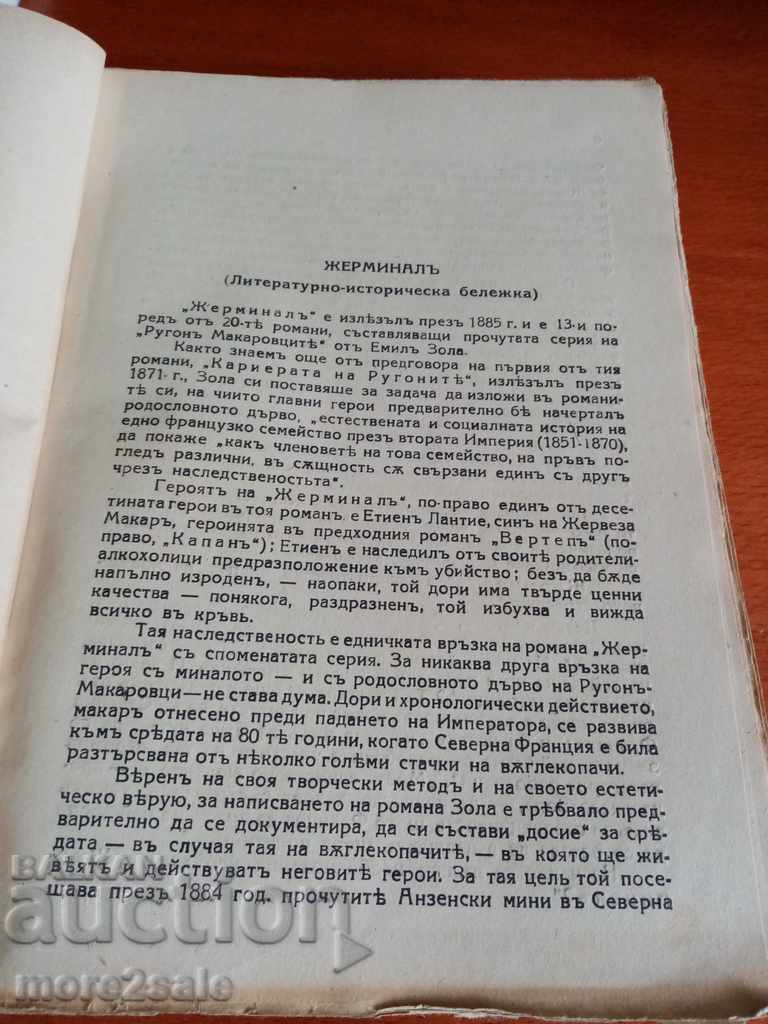 ЖЕРМИНАЛЪ
(Литературно-историческа бележка)
„Жерминалъ“ е излѣзълъ презъ 1885 г. и е 13-и по-
редъ отъ 20-тѣ романи, съставляващи прочутата серия на
„Ругонъ Макаровцитѣ“ отъ Емилъ Зола.
Както знаемъ още отъ предговора на първия отъ тия
романи, „Кариерата на Ругонитѣ“, излѣзълъ презъ
1871- г., Зола си поставяше за задача да изложи въ романи-
тѣ си, на чиито главни герои предварително бѣ начерталъ
родословното дърво, „естествената и социалната история на
едно французко семейство презъ втората Империя (1851-1870),
да покаже „какъ членоветѣ на това семейство, на пръвъ по-
гледъ различни, въ сѫщность сѫ свързани единъ съ другъ
чрезъ наследствеността“.
Героятъ на „Жерминалъ“, по-право единъ отъ десе-
тината герои въ тоя романъ, е Етиенъ Лантие, синъ на Жервеза
Макаръ, героинята въ предходния романъ „Вертепъ“ (по-
право, „Капанъ“); Етиенъ е наследилъ отъ своитѣ родители-
алкохолици предразположение къмъ убийство; безъ да бѫде
напълно изроденъ, — наопаки, той дори има твърде ценни
качества — понякога, раздразненъ, той избухва и вижда
всичко въ кръвь.
Тая наследственость е едничката връзка на романа „Жер-
миналъ“ съ споменатата серия. За никаква друга връзка на
героя съ миналото — и съ родословното дърво на Ругонъ-
Макаровци — не става дума. Дори и хронологически действието,
макаръ отнесено преди падането на Императора, се развива
къмъ срѣдата на 80 тѣ години, когато Северна Франция е била
разтърсвана отъ нѣколко голѣми стачки на вѫглекопачи.
Вѣренъ на своя творчески методъ и на своето естети-
ческо вѣрую, за написването на романа Зола е трѣбвало пред-
варително да се документира, да си състави „досие“ за срѣ-
дата — въ случая тая на вѫглекопачитѣ, — въ която ще жи-
вѣятъ и действуватъ неговитѣ герои. За тая цель той посе-
щава презъ 1884 год. прочутитѣ Анзенски мини въ Северна
BALKAN
auction
more2sale